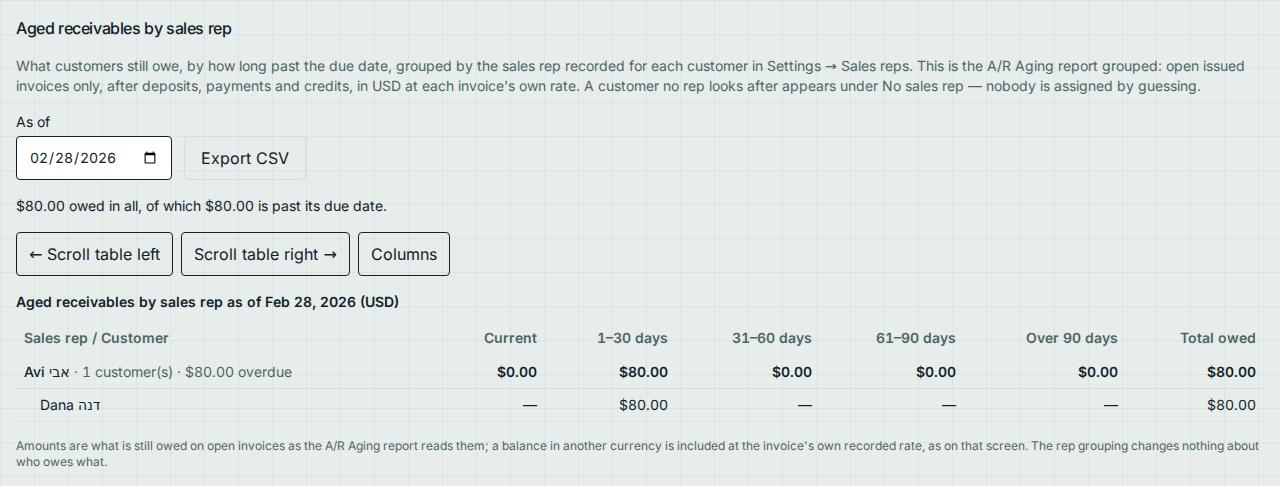 Aged receivables by sales rep
What customers still owe, by how long past the due date, grouped by the sales rep recorded for each customer in Settings → Sales reps. This is the A/R Aging report grouped: open issued
invoices only, after deposits, payments and credits, in USD at each invoice's own rate. A customer no rep looks after appears under No sales rep — nobody is assigned by guessing.
As of
02/28/2026
Export CSV
$80.00 owed in all, of which $80.00 is past its due date.
← Scroll table left
Scroll table right →
Columns
Aged receivables by sales rep as of Feb 28, 2026 (USD)
Sales rep / Customer Current 1–30 days 31–60 days 61–90 days Over 90 days Total owed
Avi אבי · 1 customer(s) · $80.00 overdue $0.00 $80.00 $0.00 $0.00 $0.00 $80.00
Dana דנה — $80.00 — — — $80.00
Amounts are what is still owed on open invoices as the A/R Aging report reads them; a balance in another currency is included at the invoice's own recorded rate, as on that screen. The rep grouping changes nothing about
who owes what.